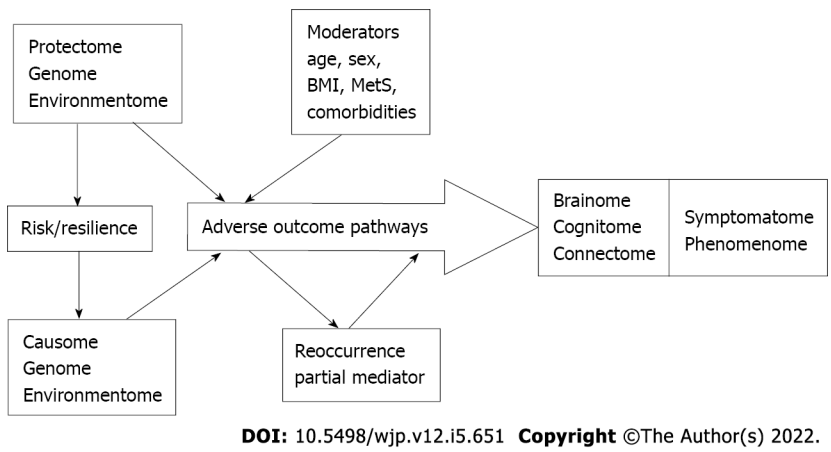 Protectome
Genome
Environmentome
Moderators
age, sex,
BMI, MetS,
comorbidities
Risk/resilience
Adverse outcome pathways
Brainome
Cognitome
Connectome
Symptomatome
Phenomenome
Causome
Genome
Environmentome
Reoccurrence
partial mediator
DOI: 10.5498/wjp.v12.i5.651 Copyright ©The Author(s) 2022.